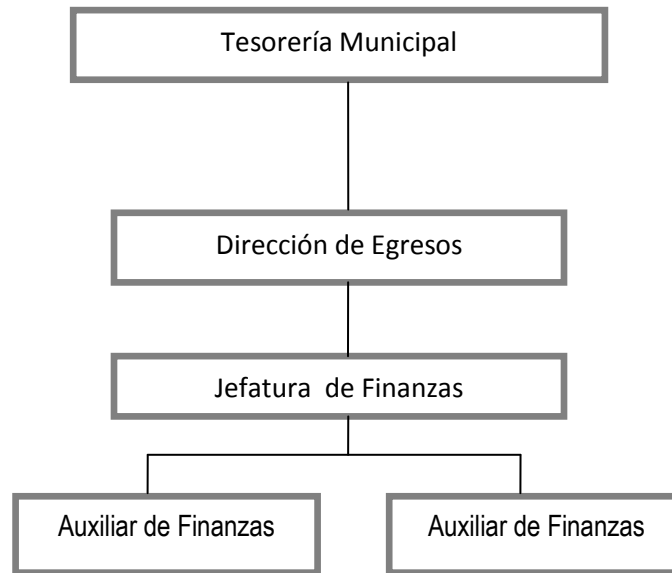 Tesorería Municipal
Dirección de Egresos
Jefatura de Finanzas
Auxiliar de Finanzas
Auxiliar de Finanzas